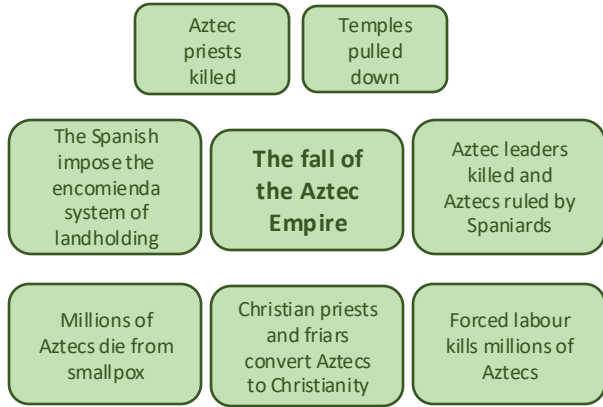 Aztec
priests
killed
Temples
pulled
down
The Spanish
impose the
encomienda
system of
landholding
The fall of
the Aztec
Empire
Aztec leaders
killed and
Aztecs ruled by
Spaniards
Millions of
Aztecs die from
smallpox
Christian priests
and friars
convert Aztecs
to Christianity
Forced labour
kills millions of
Aztecs